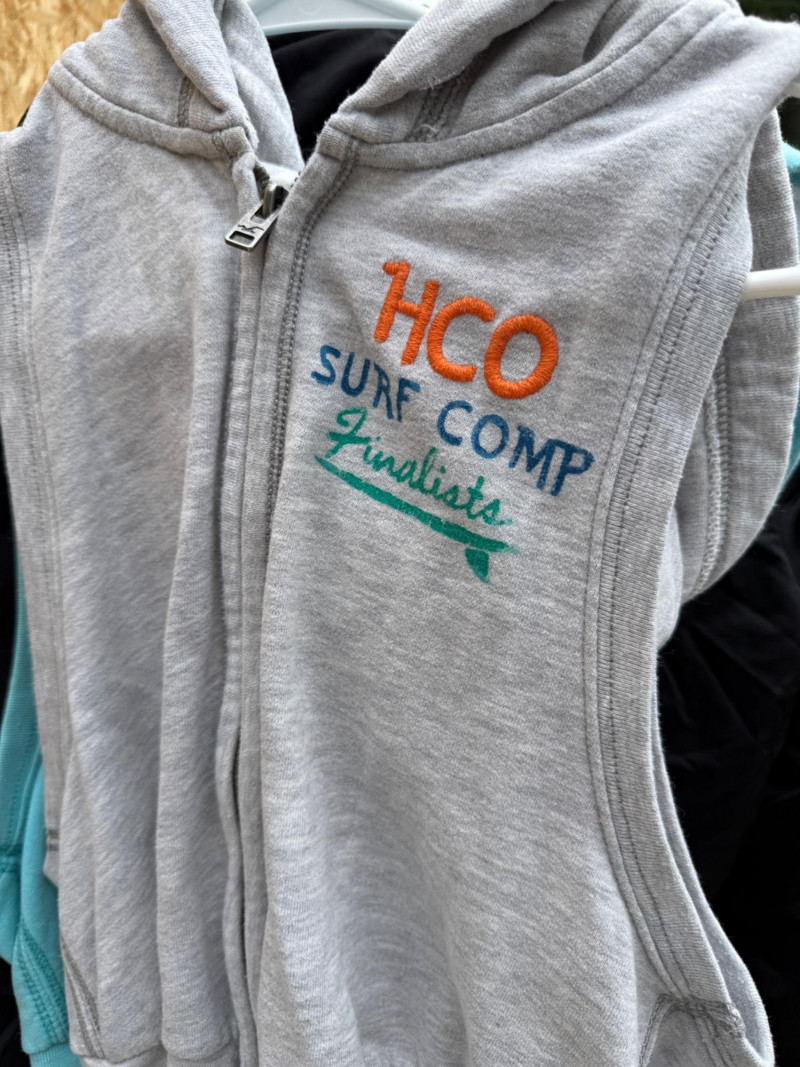 HCO
SURF COMP
Finalists